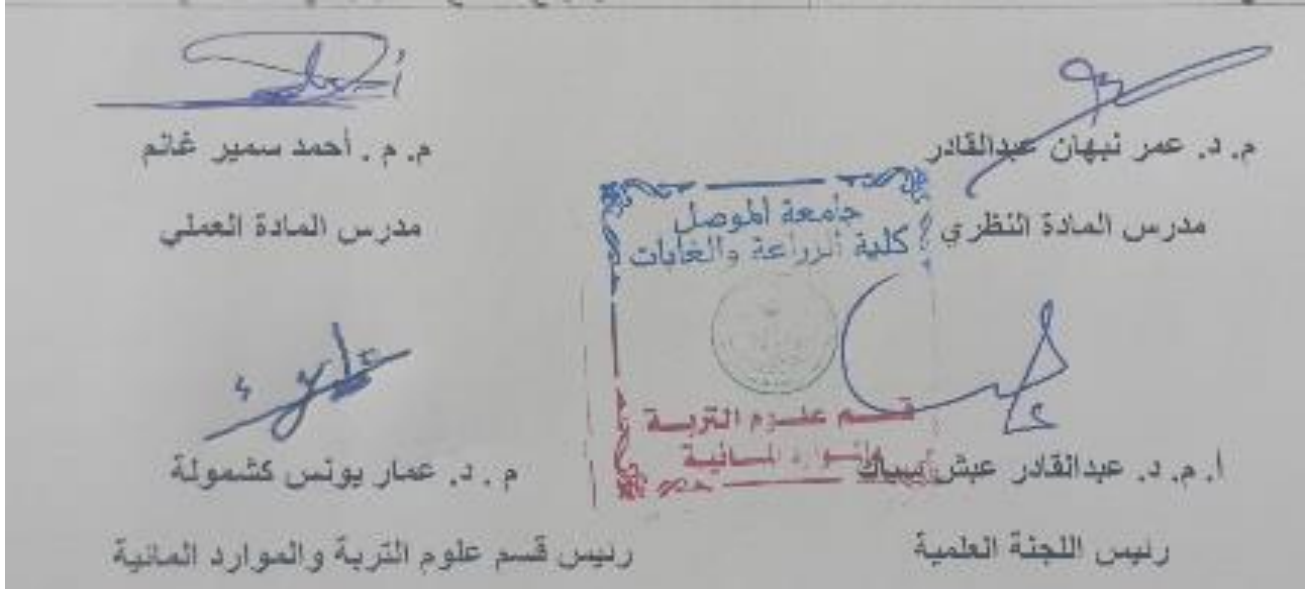 م. د. عمر نبهان عبدالقادر
م. م. أحمد سمير غانم
مدرس المادة النظري
مدرس المادة العملي
جامعة الموصل
كلية الزراعة والغابات
قسم علوم التربة
والموارد المائية
أ. م. د. عبدالقادر عبش سباك
م. د. عمار يونس كشمولة
رئيس اللجنة العلمية
رئيس قسم علوم التربة والموارد المائية